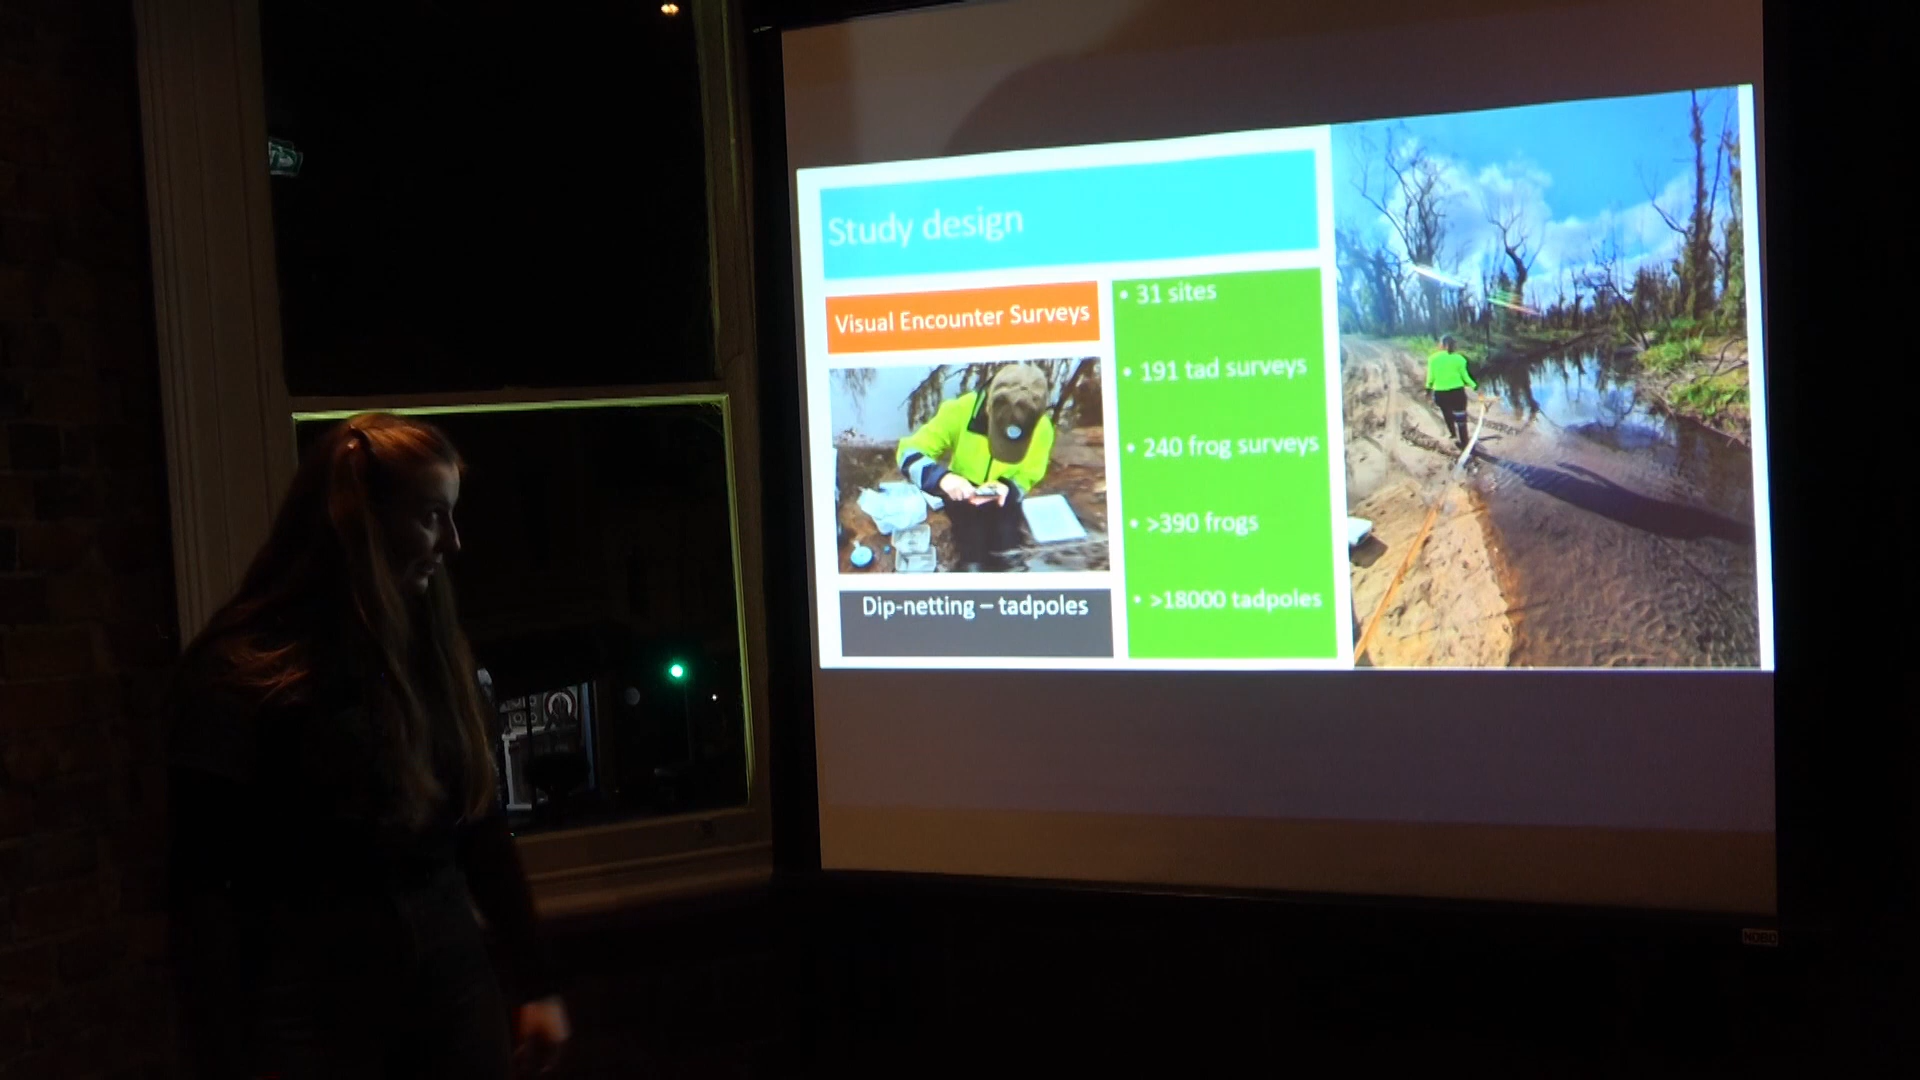 Study design
Visual Encounter Surveys
Dip-netting – tadpoles
• 31 sites
• 191 tad surveys
• 240 frog surveys
• >390 frogs
• >18000 tadpoles
NOBO